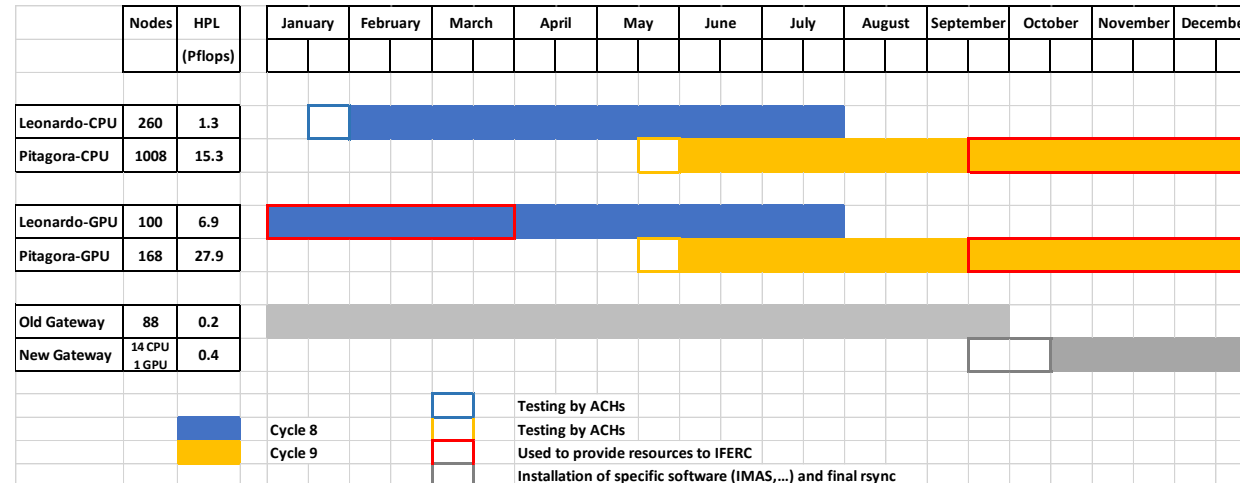 Nodes HPL January February March April May June July August September October November Decembe
(Pflops)
Leonardo-CPU 260 1.3
Pitagora-CPU 1008 15.3
Leonardo-GPU 100 6.9
Pitagora-GPU 168 27.9
Old Gateway 88 0.2
New Gateway 14 CPU 0.4
1 GPU
Testing by ACHs
Cycle 8 Testing by ACHs
Cycle 9 Used to provide resources to IFERC
Installation of specific software (IMAS,...) and final rsync